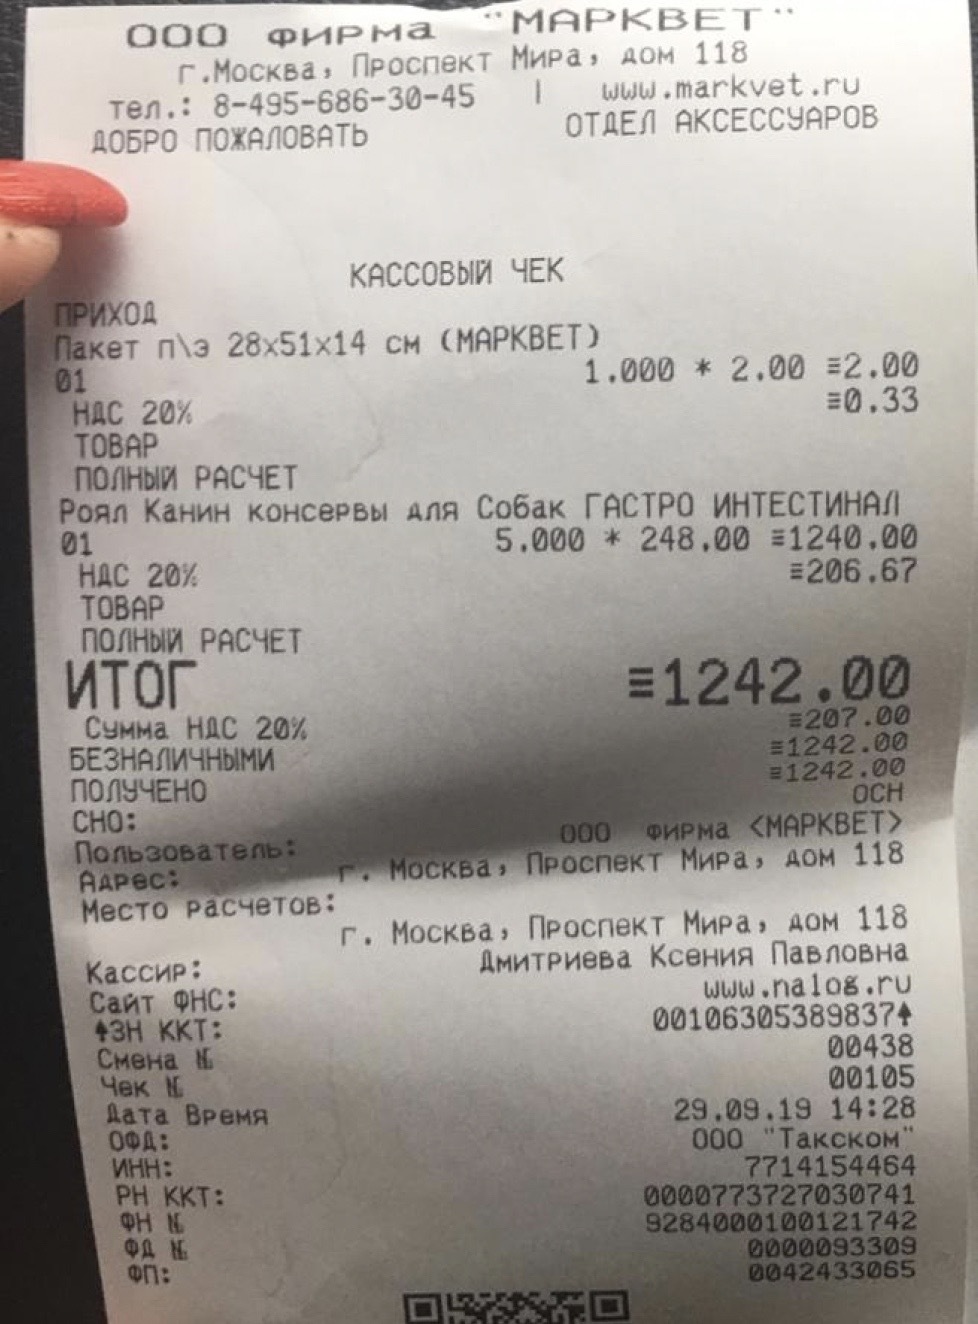 ООО фирма "МАРКВЕТ"
г.Москва, Проспект Мира, дом 118
тел.: 8-495-686-30-45 | www.markvet.ru
ДОБРО ПОЖАЛОВАТЬ ОТДЕЛ АКСЕССУАРОВ
КАССОВЫЙ ЧЕК
ПРИХОД
Пакет п\э 28x51x14 см (МАРКВЕТ)
01 1.000 * 2.00 ≡2.00
НДС 20% ≡0.33
ТОВАР
ПОЛНЫЙ РАСЧЕТ
Роял Канин консервы для Собак ГАСТРО ИНТЕСТИНАЛ
01 5.000 * 248.00 ≡1240.00
НДС 20% ≡206.67
ТОВАР
ПОЛНЫЙ РАСЧЕТ
ИТОГ ≡1242.00
Сумма НДС 20% ≡207.00
БЕЗНАЛИЧНЫМИ ≡1242.00
ПОЛУЧЕНО ≡1242.00
СНО: ОСН
Пользователь: ООО фирма <МАРКВЕТ>
Адрес: г. Москва, Проспект Мира, дом 118
Место расчетов:
г. Москва, Проспект Мира, дом 118
Кассир: Дмитриева Ксения Павловна
Сайт ФНС: www.nalog.ru
↑ЗН ККТ: 00106305389837↑
Смена № 00438
Чек № 00105
Дата Время 29.09.19 14:28
ОФД: ООО "Такском"
ИНН: 7714154464
РН ККТ: 0000773727030741
ФН № 9284000100121742
ФД № 0000093309
ФП: 0042433065